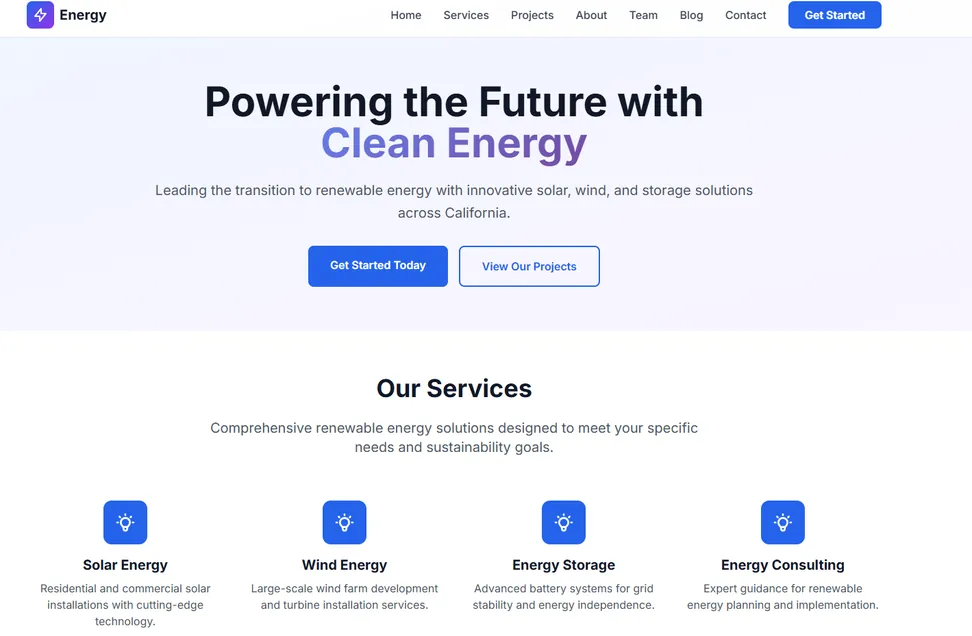 Energy
Home
Services
Projects
About
Team
Blog
Contact
Get Started
Powering the Future with
Clean Energy
Leading the transition to renewable energy with innovative solar, wind, and storage solutions
across California.
Get Started Today
View Our Projects
Our Services
Comprehensive renewable energy solutions designed to meet your specific
needs and sustainability goals.
Solar Energy
Residential and commercial solar
installations with cutting-edge
technology.
Wind Energy
Large-scale wind farm development
and turbine installation services.
Energy Storage
Advanced battery systems for grid
stability and energy independence.
Energy Consulting
Expert guidance for renewable
energy planning and implementation.